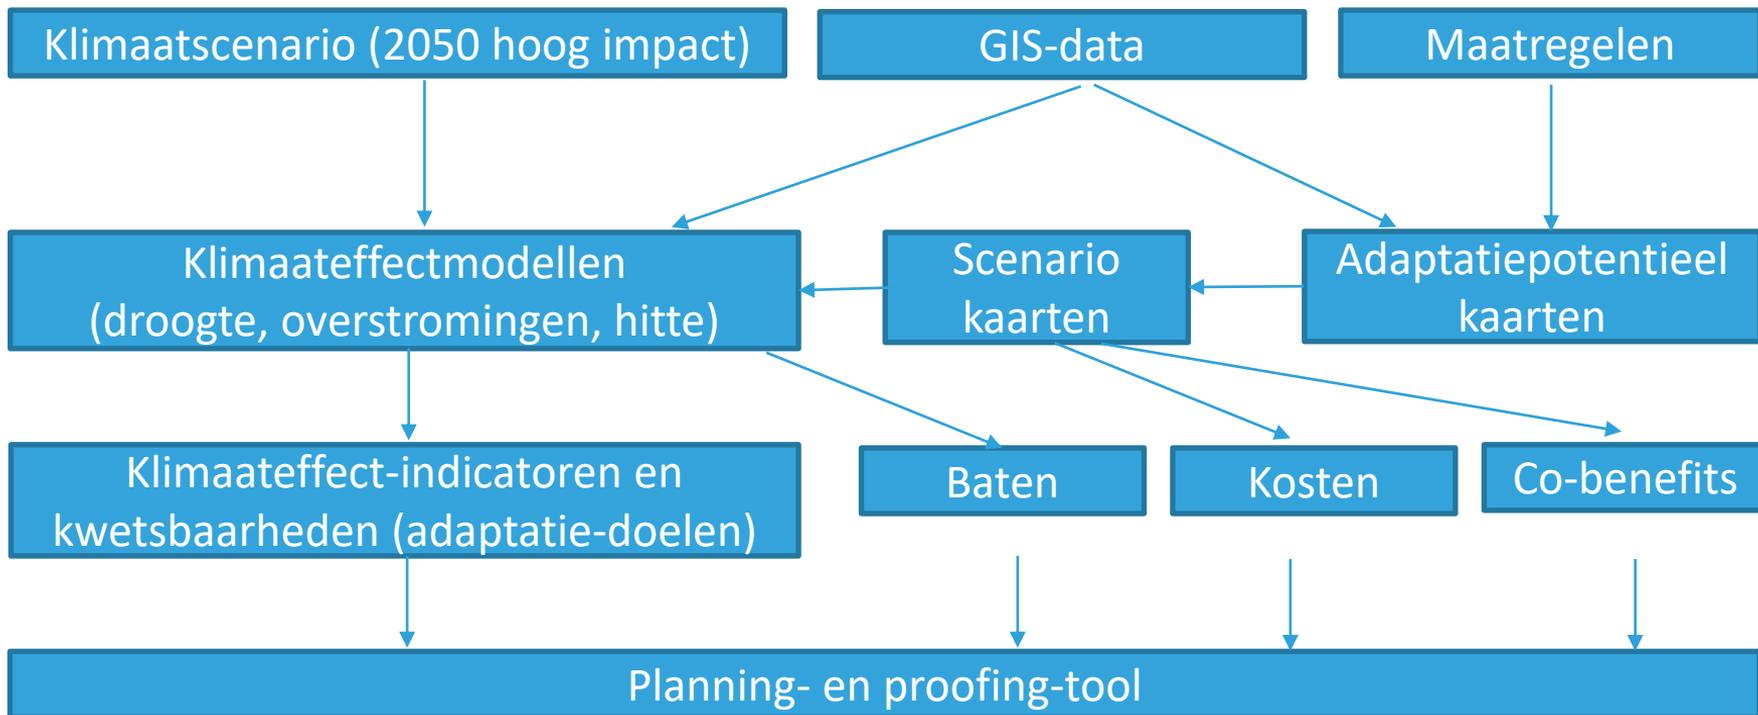 Klimaatscenario (2050 hoog impact)
GIS-data
Maatregelen
Klimaateffectmodellen
(droogte, overstromingen, hitte)
Scenario
kaarten
Adaptatiepotentieel
kaarten
Klimaateffect-indicatoren en
kwetsbaarheden (adaptatie-doelen)
Baten
Kosten
Co-benefits
Planning- en proofing-tool